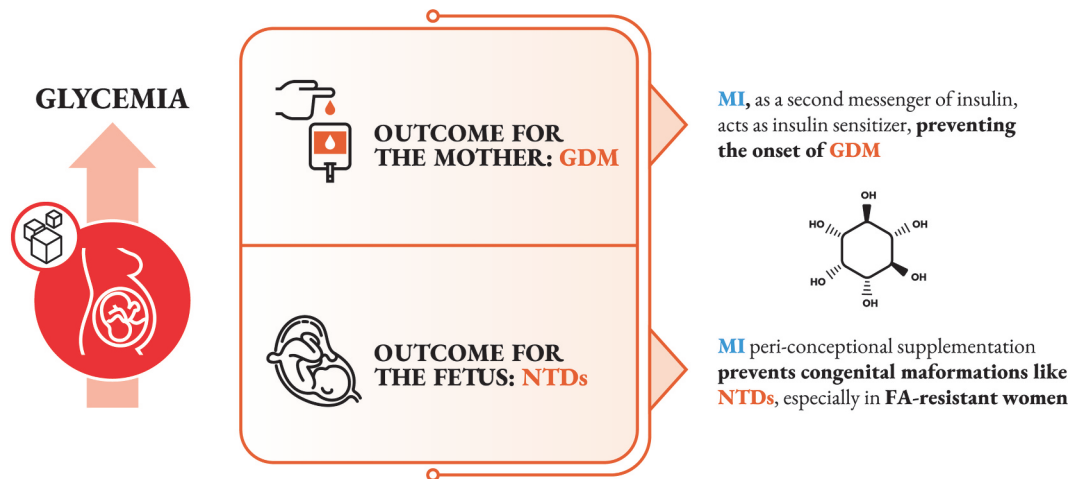 GLYCEMIA
OUTCOME FOR
THE MOTHER: GDM
MI, as a second messenger of insulin,
acts as insulin sensitizer, preventing
the onset of GDM
OH
HO
OH
HO
OH
OH
OUTCOME FOR
THE FETUS: NTDs
MI peri-conceptional supplementation
prevents congenital maformations like
NTDs, especially in FA-resistant women